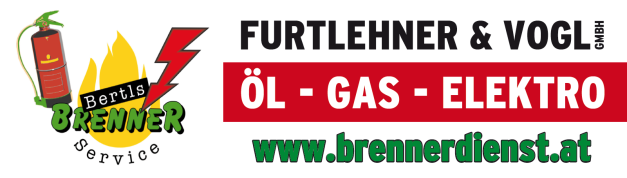 Bertls
BRENNER
Service
FURTLEHNER & VOGL GMBH
ÖL - GAS - ELEKTRO
www.brennerdienst.at